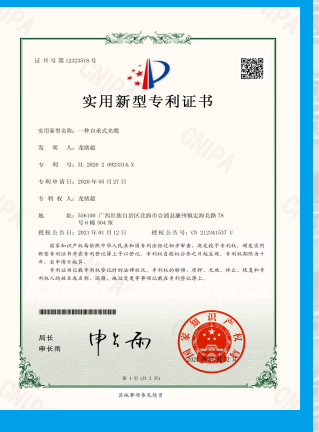 证书号第12323518号
实用新型专利证书
实用新型名称：一种自承式光缆
发 明 人：龙绪超
专 利 号：ZL 2020 2 0923314.X
专利申请日：2020年05月27日
专利权人：龙绪超
地 址：536100 广西壮族自治区北海市合浦县廉州镇定海北路78
号6幢304室
授权公告日：2021年01月12日 授权公告号：CN 212341537 U
国家知识产权局依照中华人民共和国专利法经过初步审查，决定授予专利权，颁发实用
新型专利证书并在专利登记簿上予以登记。专利权自授权公告之日起生效。专利权期限为十
年，自申请日起算。
专利证书记载专利权登记时的法律状况。专利权的转移、质押、无效、终止、恢复和专
利权人的姓名或名称、国籍、地址变更等事项记载在专利登记簿上。
局长
申长雨
国家知识产权局
第 1 页 (共 2 页)
其他事项参见续页
CNIPA